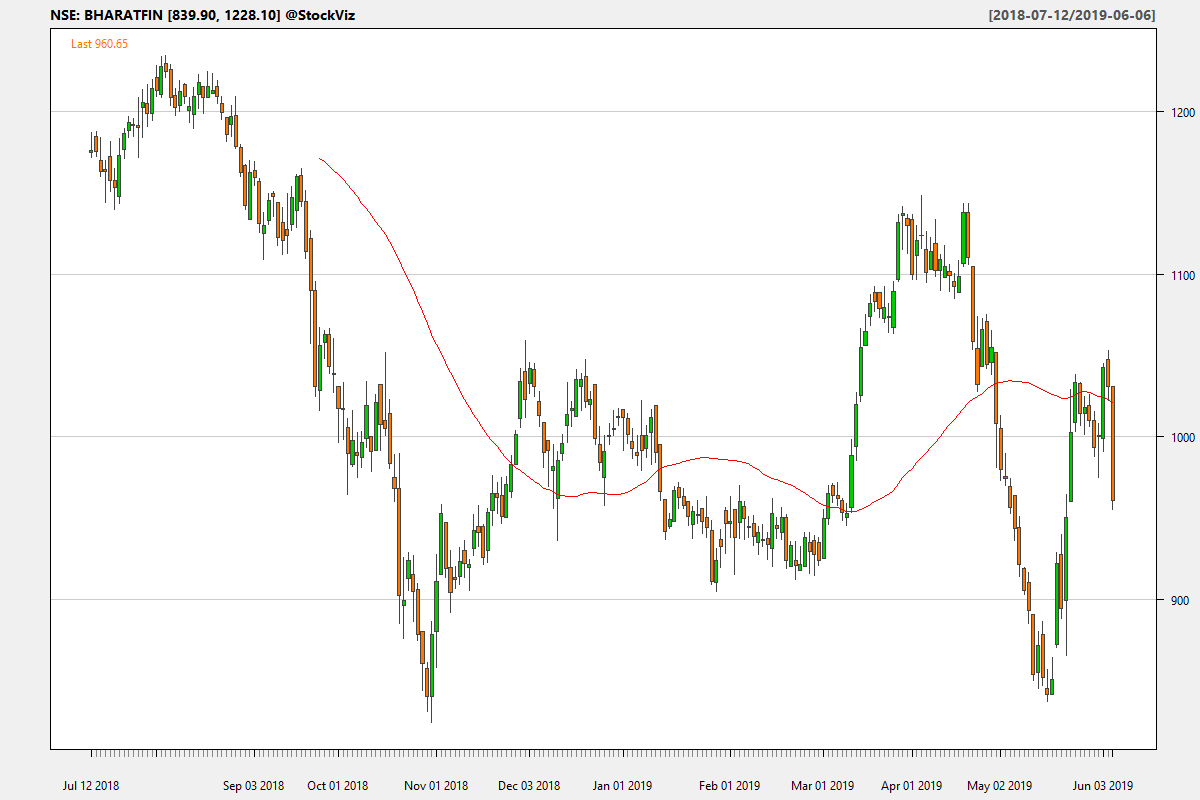 NSE: BHARATFIN [839.90, 1228.10] @StockViz
[2018-07-12/2019-06-06]
Last 960.65
1200
1100
1000
900
Jul 12 2018 Sep 03 2018 Oct 01 2018 Nov 01 2018 Dec 03 2018 Jan 01 2019 Feb 01 2019 Mar 01 2019 Apr 01 2019 May 02 2019 Jun 03 2019